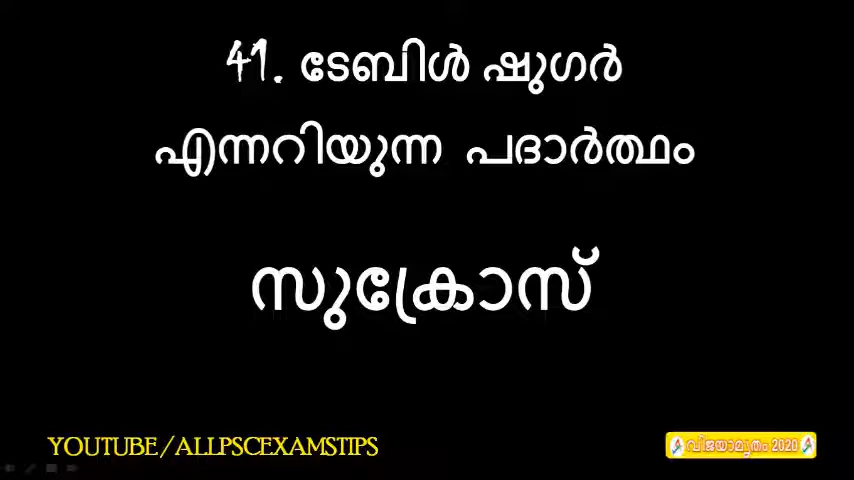 41. ടേബിൾ ഷുഗർ
എന്നറിയുന്ന പദാർത്ഥം
സുക്രോസ്
YOUTUBE/ALLPSCEXAMSTIPS
വിജയാമൃതം 2020